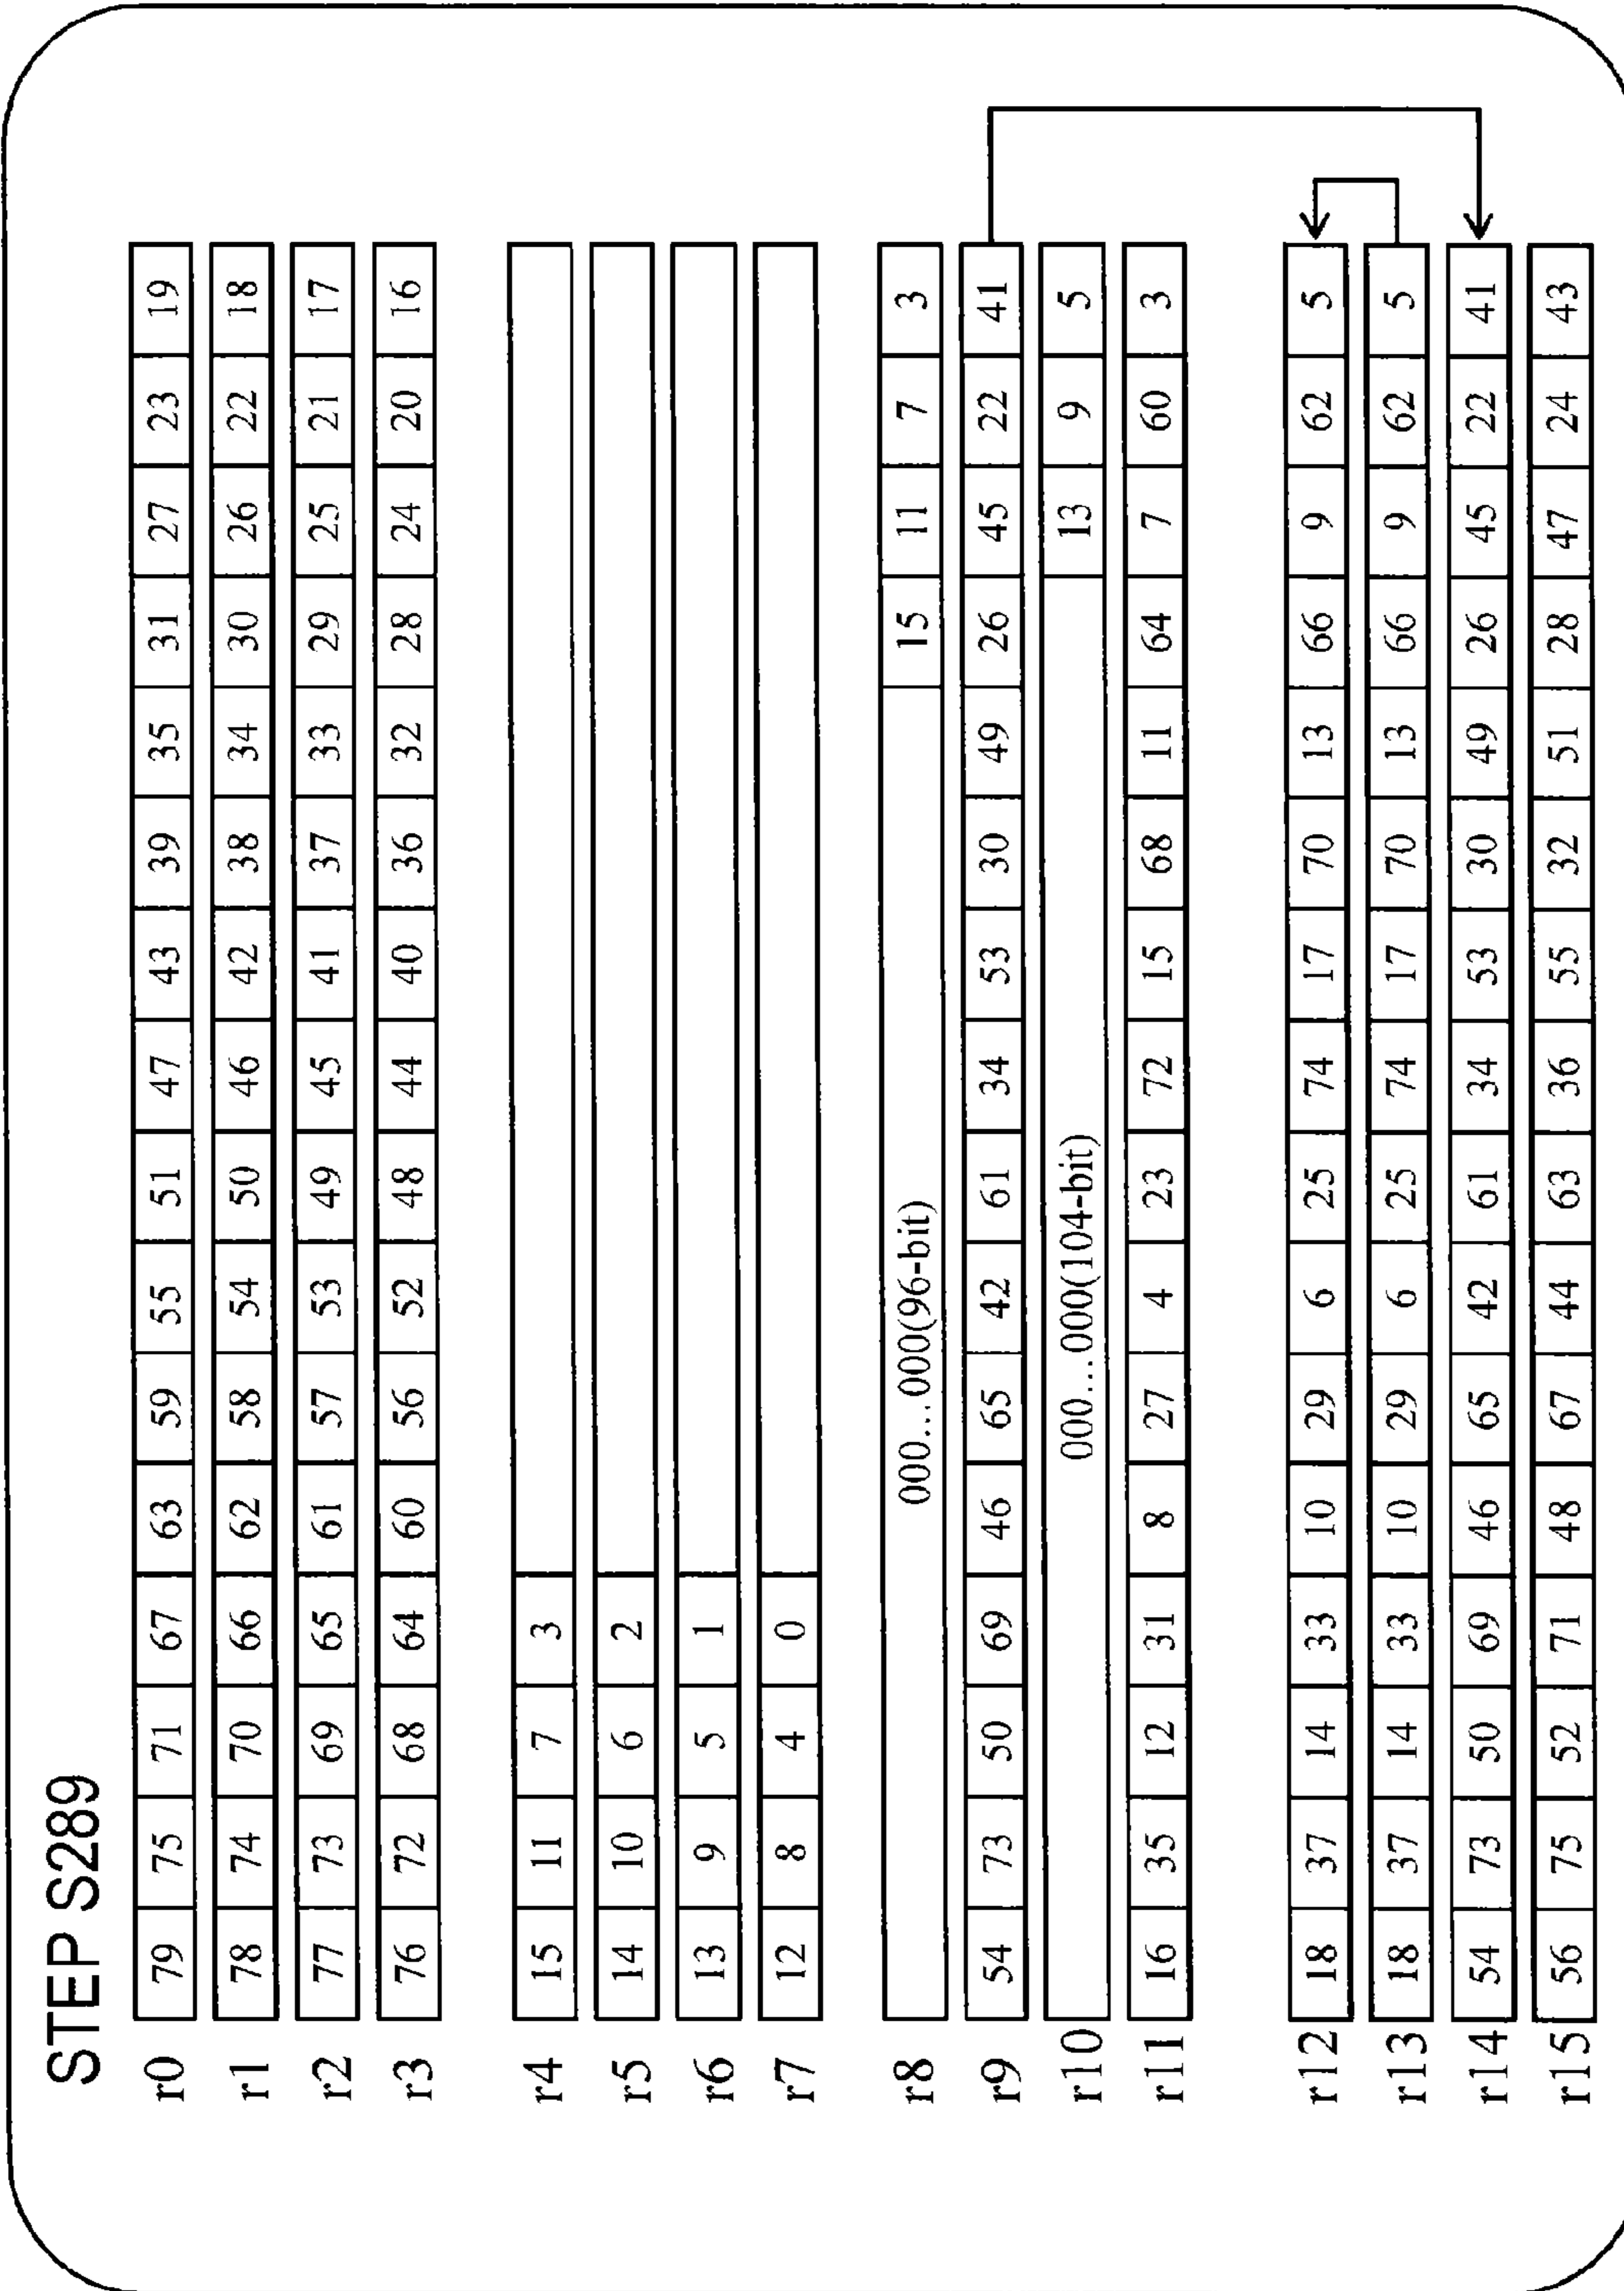 STEP S289
r0 79 75 71 67 63 59 55 51 47 43 39 35 31 27 23 19
r1 78 74 70 66 62 58 54 50 46 42 38 34 30 26 22 18
r2 77 73 69 65 61 57 53 49 45 41 37 33 29 25 21 17
r3 76 72 68 64 60 56 52 48 44 40 36 32 28 24 20 16
r4 15 11 7 3
r5 14 10 6 2
r6 13 9 5 1
r7 12 8 4 0
r8 000...000(96-bit) 15 11 7 3
r9 54 73 50 69 46 65 42 61 34 53 30 49 26 45 22 41
r10 000...000(104-bit) 13 9 5
r11 16 35 12 31 8 27 4 23 72 15 68 11 64 7 60 3
r12 18 37 14 33 10 29 6 25 74 17 70 13 66 9 62 5
r13 18 37 14 33 10 29 6 25 74 17 70 13 66 9 62 5
r14 54 73 50 69 46 65 42 61 34 53 30 49 26 45 22 41
r15 56 75 52 71 48 67 44 63 36 55 32 51 28 47 24 43